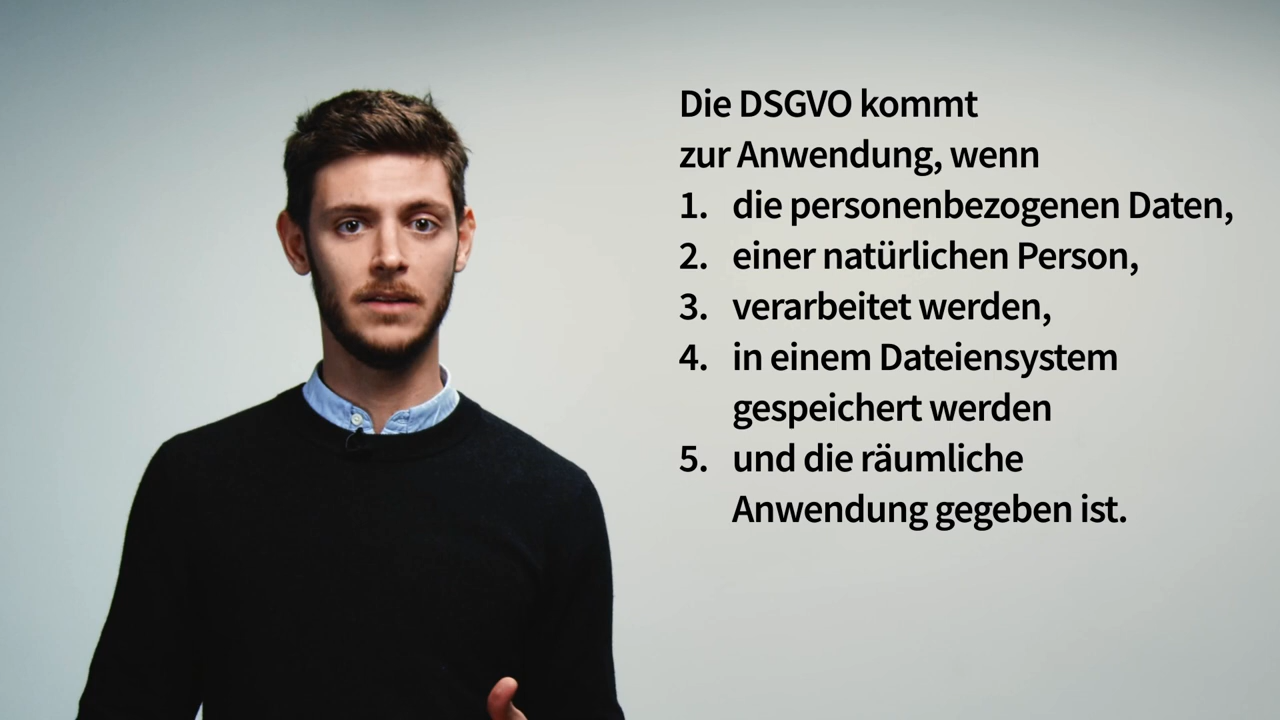 Die DSGVO kommt
zur Anwendung, wenn
1. die personenbezogenen Daten,
2. einer natürlichen Person,
3. verarbeitet werden,
4. in einem Dateiensystem
gespeichert werden
5. und die räumliche
Anwendung gegeben ist.